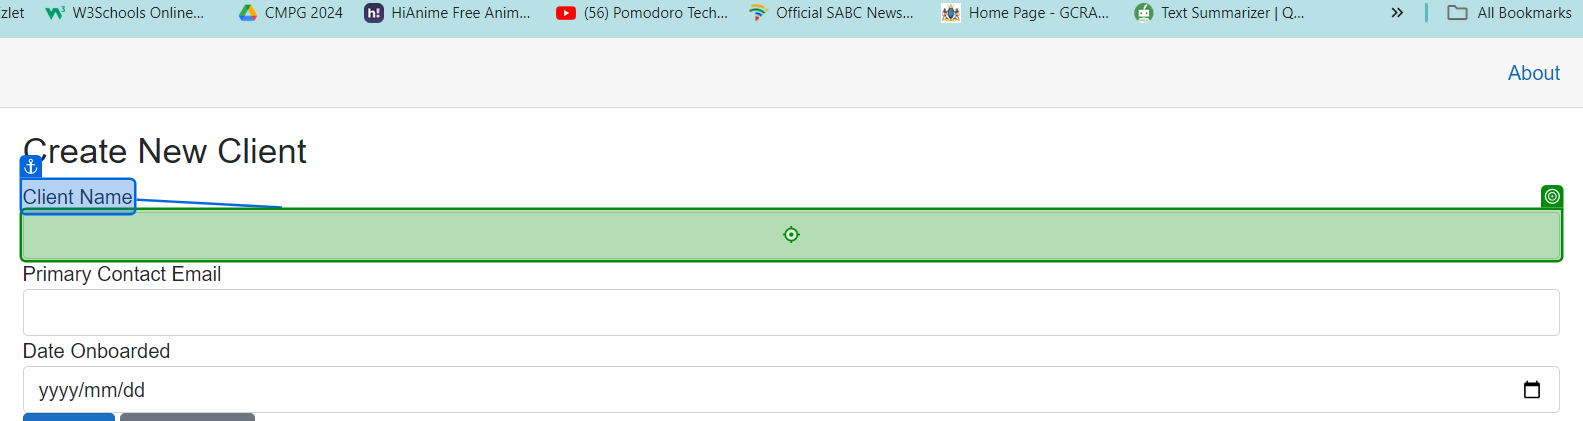 izlet W3Schools Online... CMPG 2024 HiAnime Free Anim... (56) Pomodoro Tech... Official SABC News... Home Page - GCRA... Text Summarizer | Q... » All Bookmarks
About
Create New Client
Client Name
Primary Contact Email
Date Onboarded
yyyy/mm/dd